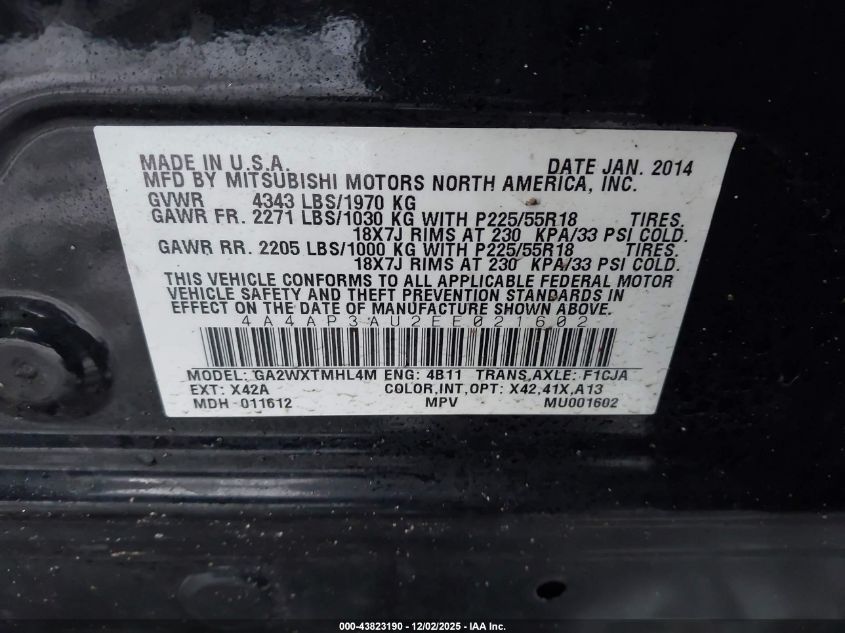 MADE IN U.S.A. DATE JAN. 2014
MFD BY MITSUBISHI MOTORS NORTH AMERICA, INC.
GVWR 4343 LBS/1970 KG
GAWR FR. 2271 LBS/1030 KG WITH P225/55R18 TIRES.
18X7J RIMS AT 230 KPA/33 PSI COLD.
GAWR RR. 2205 LBS/1000 KG WITH P225/55R18 TIRES.
18X7J RIMS AT 230 KPA/33 PSI COLD.
THIS VEHICLE CONFORMS TO ALL APPLICABLE FEDERAL MOTOR
VEHICLE SAFETY AND THEFT PREVENTION STANDARDS IN
EFFECT ON THE DATE OF MANUFACTURE SHOWN ABOVE.
4A4AP3AU2EE021602
MODEL: GA2WXTMHL4M ENG: 4B11 TRANS,AXLE: F1CJA
EXT: X42A COLOR,INT,OPT: X42,41X,A13
MDH-011612 MPV MU001602
000-43823190 - 12/02/2025 - IAA Inc.